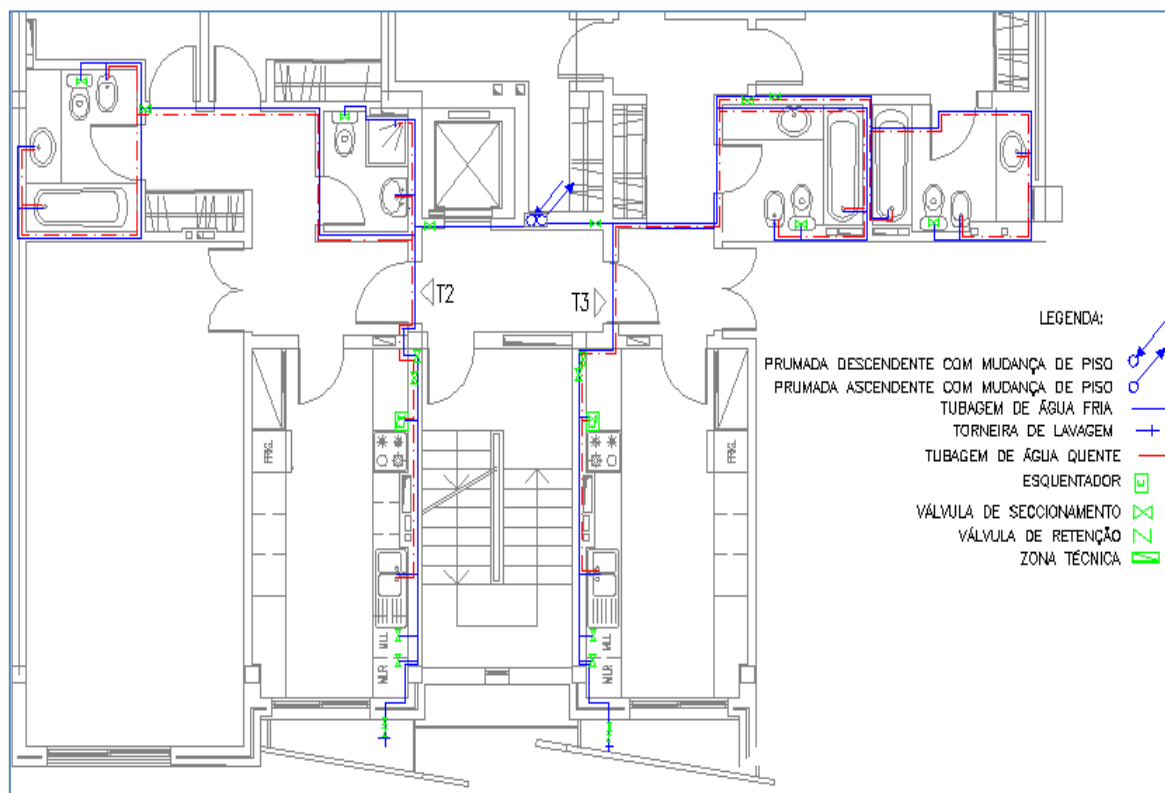 T2
T3
LEGENDA:
PRUMADA DESCENDENTE COM MUDANÇA DE PISO
PRUMADA ASCENDENTE COM MUDANÇA DE PISO
TUBAGEM DE ÁGUA FRIA
TORNEIRA DE LAVAGEM
TUBAGEM DE ÁGUA QUENTE
FRIG.
FRIG.
ESQUENTADOR
E
VÁLVULA DE SECCIONAMENTO
VÁLVULA DE RETENÇÃO
ZONA TÉCNICA
MLL
MLL
MLR
MLR